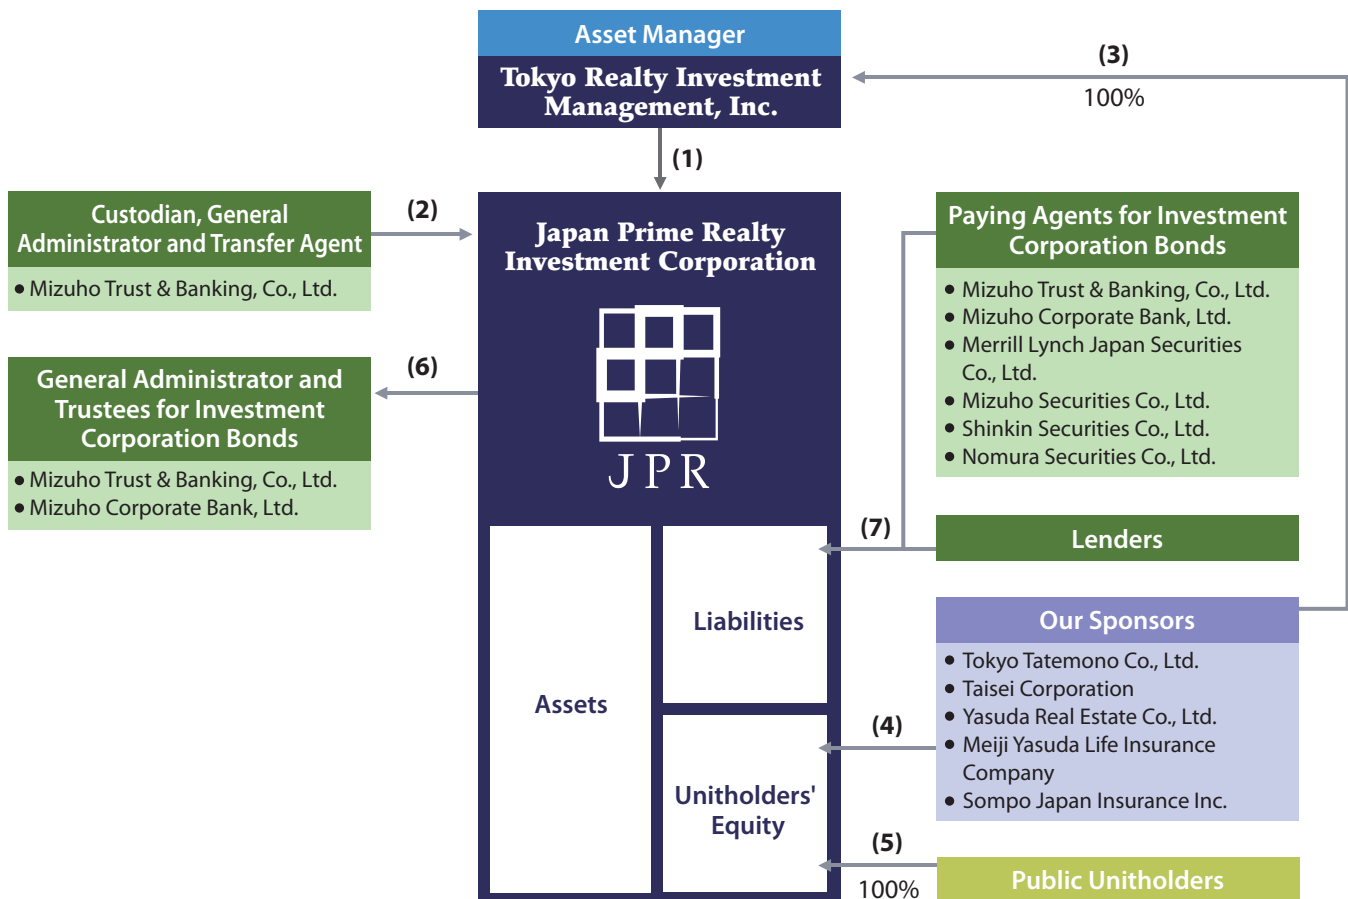 Asset Manager
Tokyo Realty Investment
Management, Inc.
(3)
100%
(1)
Custodian, General
Administrator and Transfer Agent
• Mizuho Trust & Banking, Co., Ltd.
(2)
General Administrator and
Trustees for Investment
Corporation Bonds
• Mizuho Trust & Banking, Co., Ltd.
• Mizuho Corporate Bank, Ltd.
(6)
Japan Prime Realty
Investment Corporation
JPR
Assets
Liabilities
Unitholders'
Equity
Paying Agents for Investment
Corporation Bonds
• Mizuho Trust & Banking, Co., Ltd.
• Mizuho Corporate Bank, Ltd.
• Merrill Lynch Japan Securities
Co., Ltd.
• Mizuho Securities Co., Ltd.
• Shinkin Securities Co., Ltd.
• Nomura Securities Co., Ltd.
(7)
Lenders
Our Sponsors
• Tokyo Tatemono Co., Ltd.
• Taisei Corporation
• Yasuda Real Estate Co., Ltd.
• Meiji Yasuda Life Insurance
Company
• Sompo Japan Insurance Inc.
(4)
(5)
100%
Public Unitholders